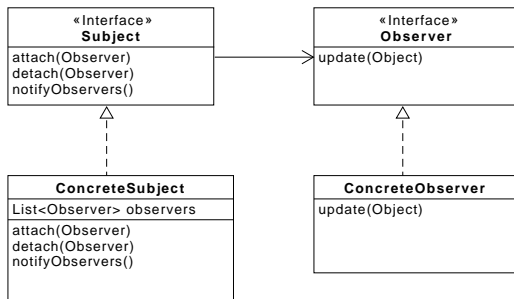 «Interface»
Subject
attach(Observer)
detach(Observer)
notifyObservers()
«Interface»
Observer
update(Object)
ConcreteSubject
List<Observer> observers
attach(Observer)
detach(Observer)
notifyObservers()
ConcreteObserver
update(Object)